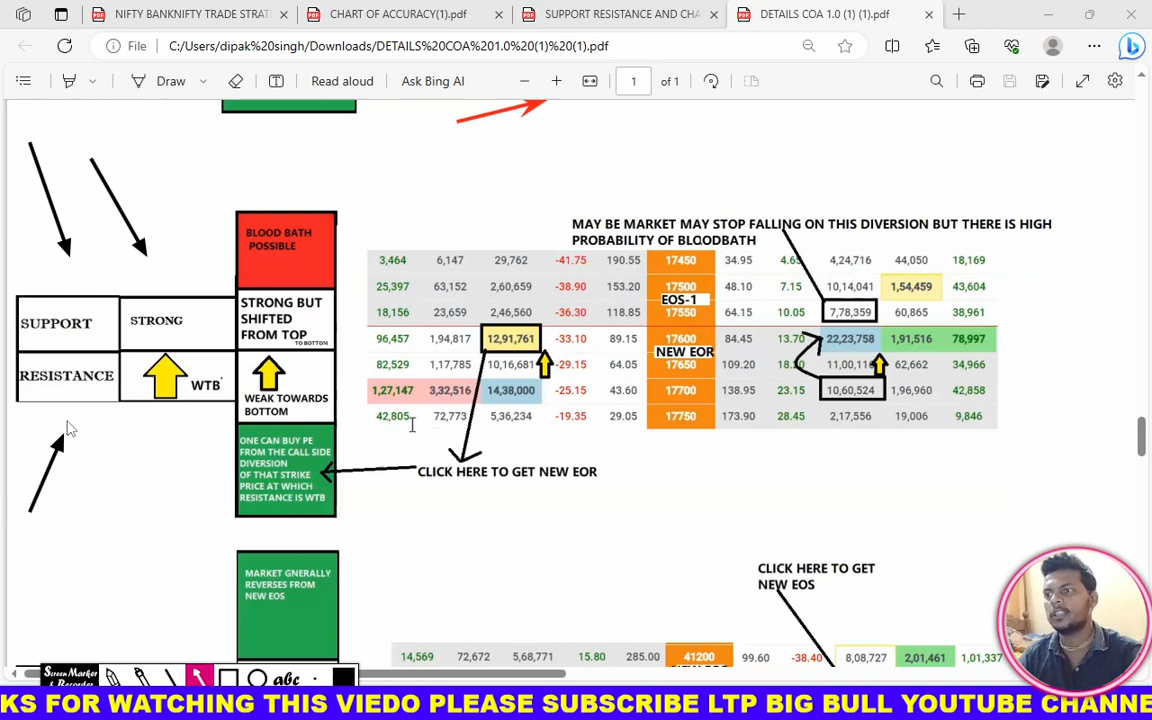 NIFTY BANKNIFTY TRADE STRAT
CHART OF ACCURACY(1).pdf
SUPPORT RESISTANCE AND CHA
DETAILS COA 1.0 (1) (1).pdf
File
C:/Users/dipak%20singh/Downloads/DETAILS%20COA%201.0%20(1)%20(1).pdf
Draw
Read aloud
Ask Bing AI
1
of 1
BLOOD BATH
POSSIBLE
STRONG BUT
SHIFTED
FROM TOP
TO BOTTOM
SUPPORT
STRONG
RESISTANCE
WTB
WEAK TOWARDS
BOTTOM
ONE CAN BUY PE
FROM THE CALL SIDE
DIVERSION
OF THAT STRIKE
PRICE AT WHICH
RESISTANCE IS WTB
MAY BE MARKET MAY STOP FALLING ON THIS DIVERSION BUT THERE IS HIGH
PROBABILITY OF BLOODBATH
3,464 6,147 29,762 -41.75 190.55 17450 34.95 4.65 4,24,716 44,050 18,169
25,397 63,152 2,60,659 -38.90 153.20 17500 48.10 7.15 10,14,041 1,54,459 43,604
EOS-1
18,156 23,659 2,46,560 -36.30 118.85 17550 64.15 10.05 7,78,359 60,865 38,961
96,457 1,94,817 12,91,761 -33.10 89.15 17600 84.45 13.70 22,23,758 1,91,516 78,997
NEW EOR
82,529 1,17,785 10,16,681 -29.15 64.05 17650 109.20 11,00,11 62,662 34,966
1,27,147 3,32,516 14,38,000 -25.15 43.60 17700 138.95 23.15 10,60,524 1,96,960 42,858
42,805 72,773 5,36,234 -19.35 29.05 17750 173.90 28.45 2,17,556 19,006 9,846
CLICK HERE TO GET NEW EOR
MARKET GNERALLY
REVERSES FROM
NEW EOS
CLICK HERE TO GET
NEW EOS
14,569 72,672 5,68,771 15.80 285.00 41200 99.60 -38.40 8,08,727 2,01,461 1,01,337
Screen Marker
& Recorder
abc
KS FOR WATCHING THIS VIEDO PLEASE SUBSCRIBE LTP BIG BULL YOUTUBE CHANNE